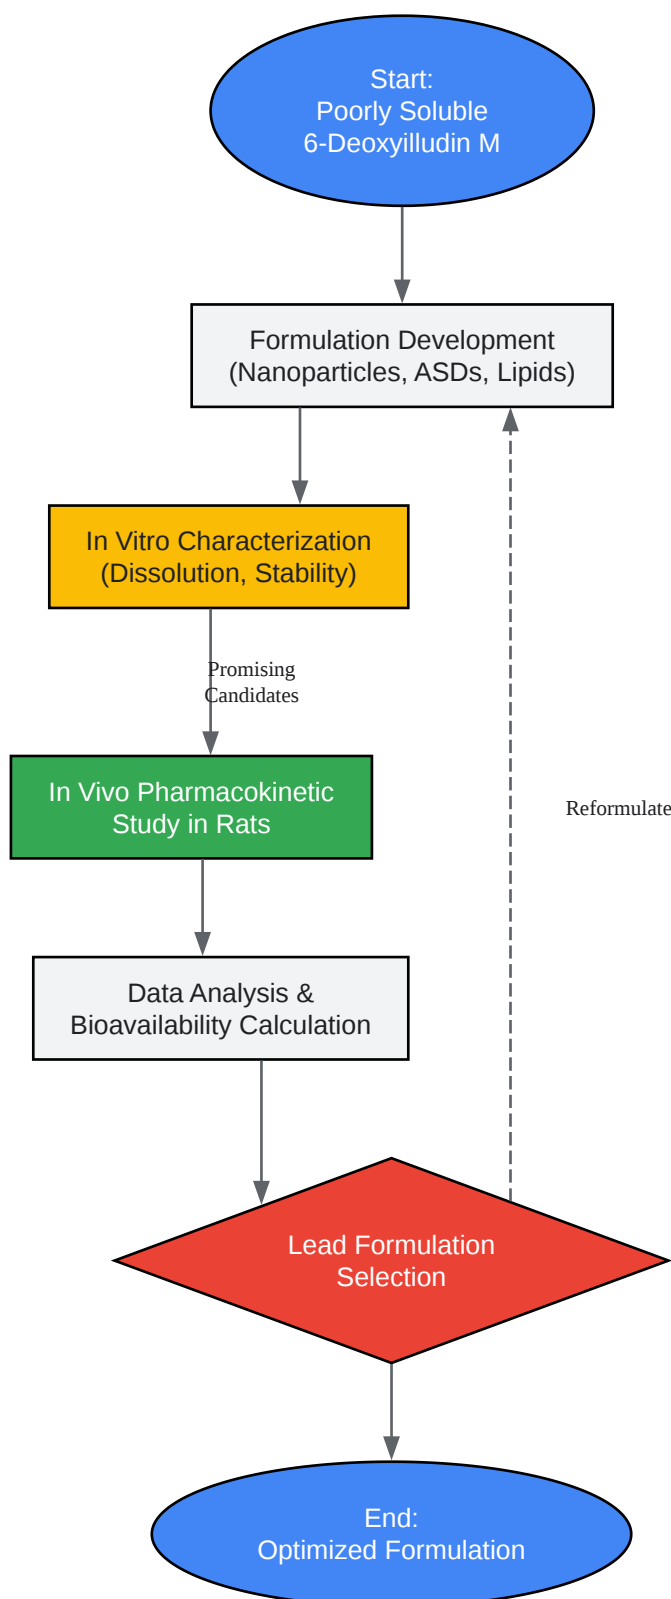 Start:
Poorly Soluble
6-Deoxyilludin M
Formulation Development
(Nanoparticles, ASDs, Lipids)
In Vitro Characterization
(Dissolution, Stability)
Promising
Candidates
In Vivo Pharmacokinetic
Study in Rats
Reformulate
Data Analysis &
Bioavailability Calculation
Lead Formulation
Selection
End:
Optimized Formulation